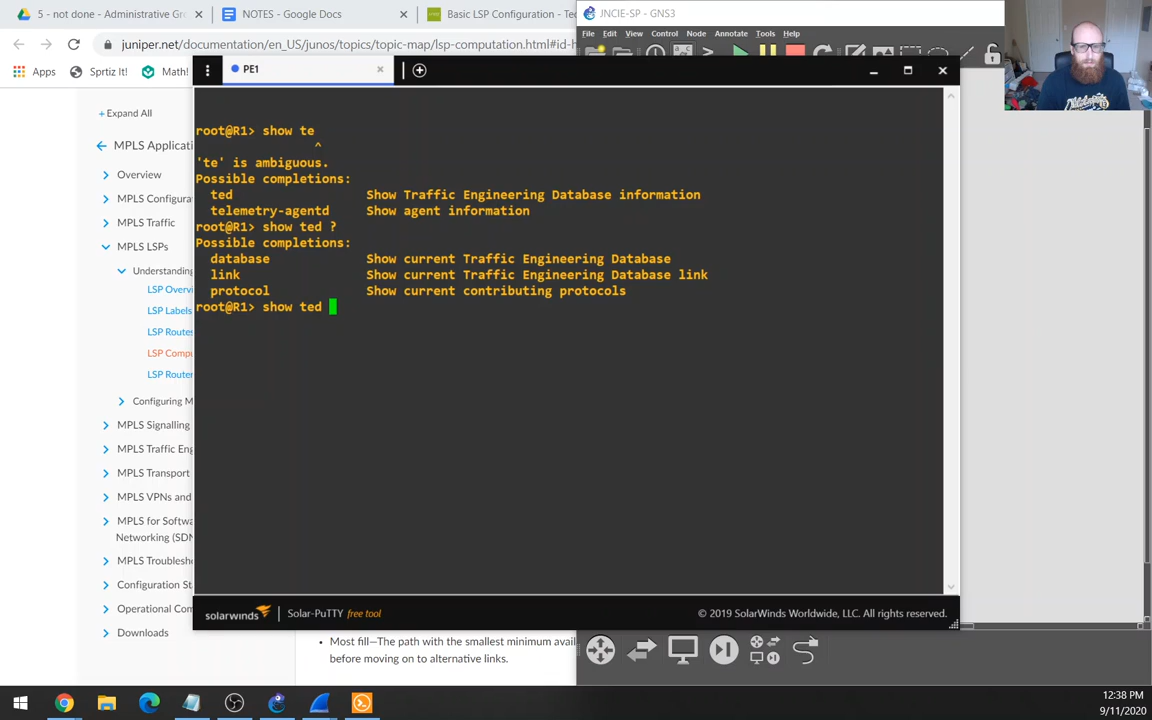 5 - not done - Administrative Gr
NOTES - Google Docs
Basic LSP Configuration - Tec
JNCIE-SP - GNS3
File Edit View Control Node Annotate Tools Help
juniper.net/documentation/en_US/junos/topics/topic-map/lsp-computation.html#id-h
Apps
Sprtiz It!
Math!
PE1
+ Expand All
MPLS Applicati
Overview
MPLS Configura
MPLS Traffic
MPLS LSPs
Understanding
LSP Overv
LSP Labels
LSP Routes
LSP Compu
LSP Router
Configuring M
MPLS Signalling
MPLS Traffic Eng
MPLS Transport
MPLS VPNs and
MPLS for Softwa
Networking (SDN
MPLS Troublesho
Configuration St
Operational Com
Downloads
root@R1> show te
^
'te' is ambiguous.
Possible completions:
ted Show Traffic Engineering Database information
telemetry-agentd Show agent information
root@R1> show ted ?
Possible completions:
database Show current Traffic Engineering Database
link Show current Traffic Engineering Database link
protocol Show current contributing protocols
root@R1> show ted
solarwinds
Solar-PuTTY free tool
© 2019 SolarWinds Worldwide, LLC. All rights reserved.
• Most fill—The path with the smallest minimum avail
before moving on to alternative links.
12:38 PM
9/11/2020